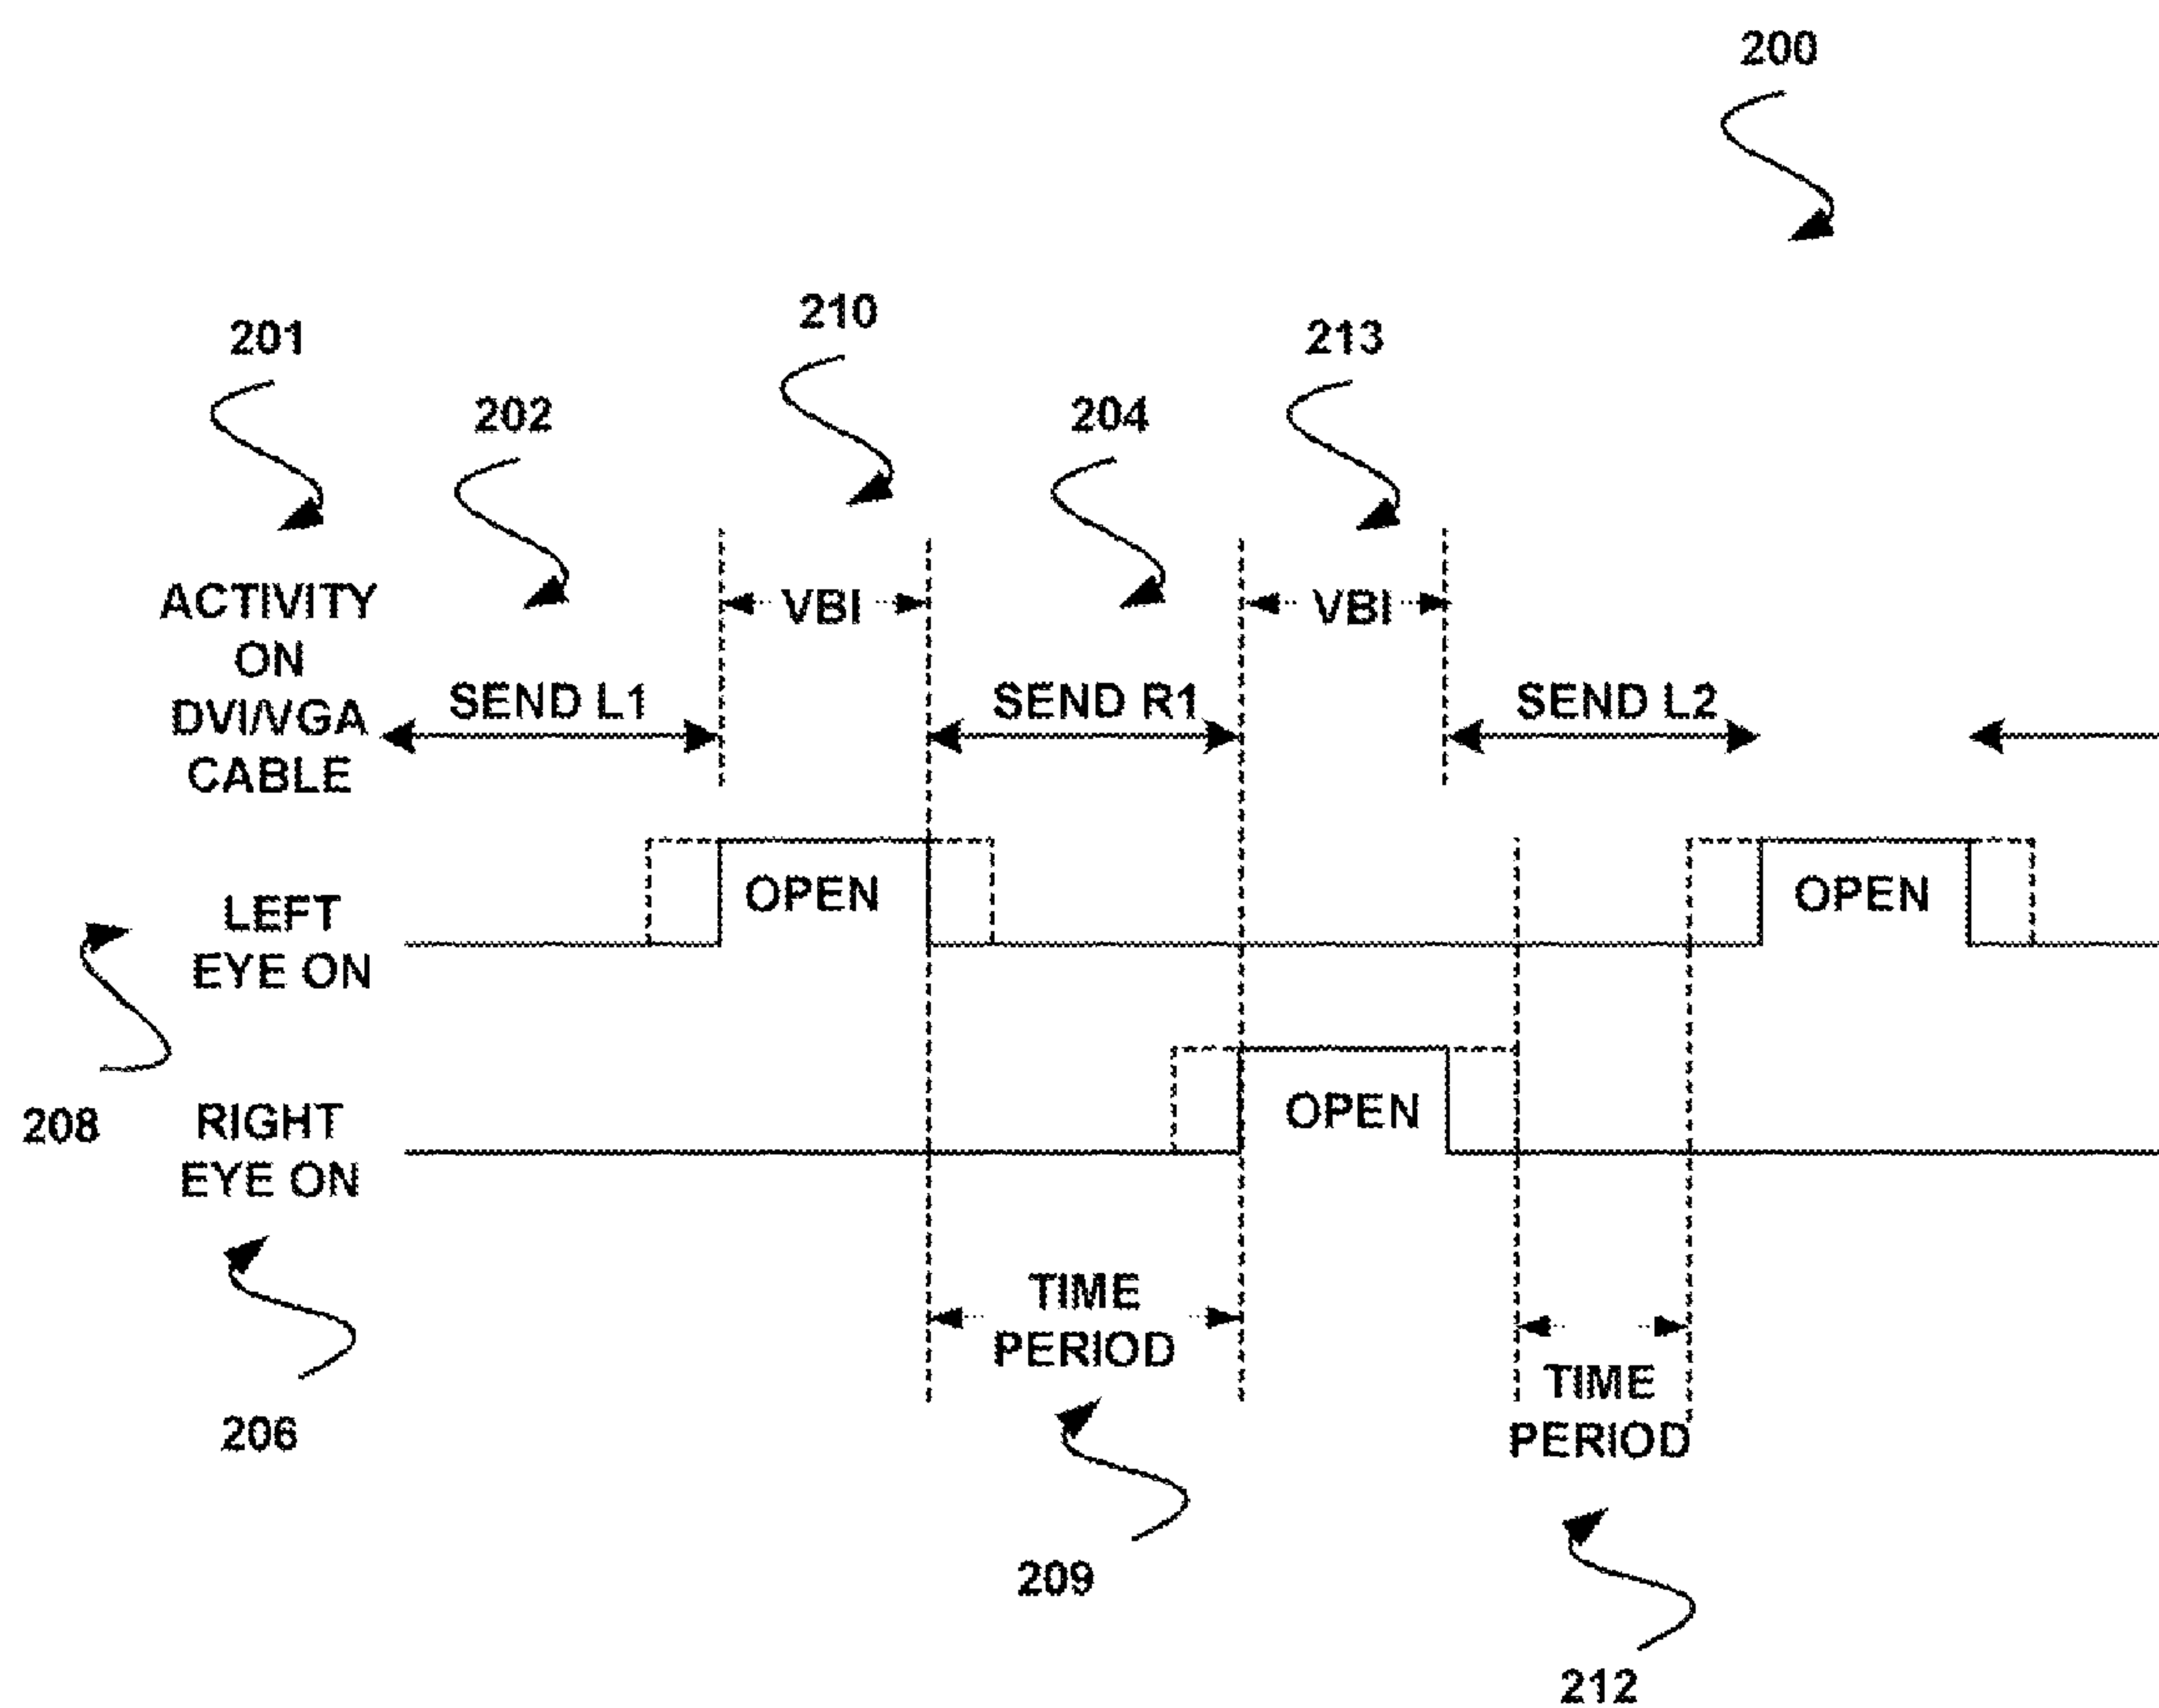 200
210
213
201
202
204
ACTIVITY
ON
DVI/VGA
CABLE
VBI
VBI
SEND L1
SEND R1
SEND L2
LEFT
EYE ON
OPEN
OPEN
208
RIGHT
EYE ON
OPEN
206
TIME
PERIOD
TIME
PERIOD
209
212